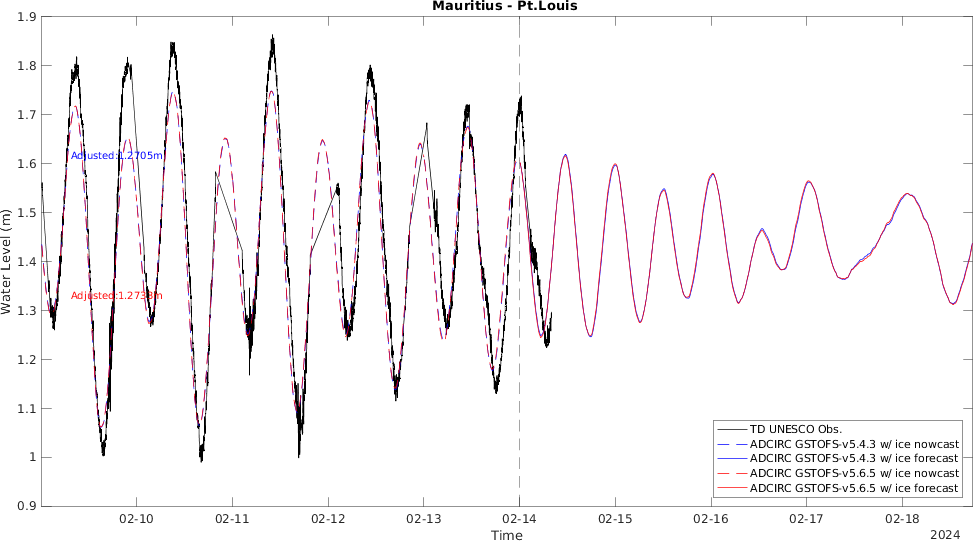 Mauritius - Pt.Louis
1.9
1.8
1.7
1.6
1.5
1.4
1.3
1.2
1.1
1
0.9
Water Level (m)
Adjusted:1.2705m
Adjusted:1.2733m
TD UNESCO Obs.
ADCIRC GSTOFS-v5.4.3 w/ ice nowcast
ADCIRC GSTOFS-v5.4.3 w/ ice forecast
ADCIRC GSTOFS-v5.6.5 w/ ice nowcast
ADCIRC GSTOFS-v5.6.5 w/ ice forecast
02-10 02-11 02-12 02-13 02-14 02-15 02-16 02-17 02-18
Time
2024